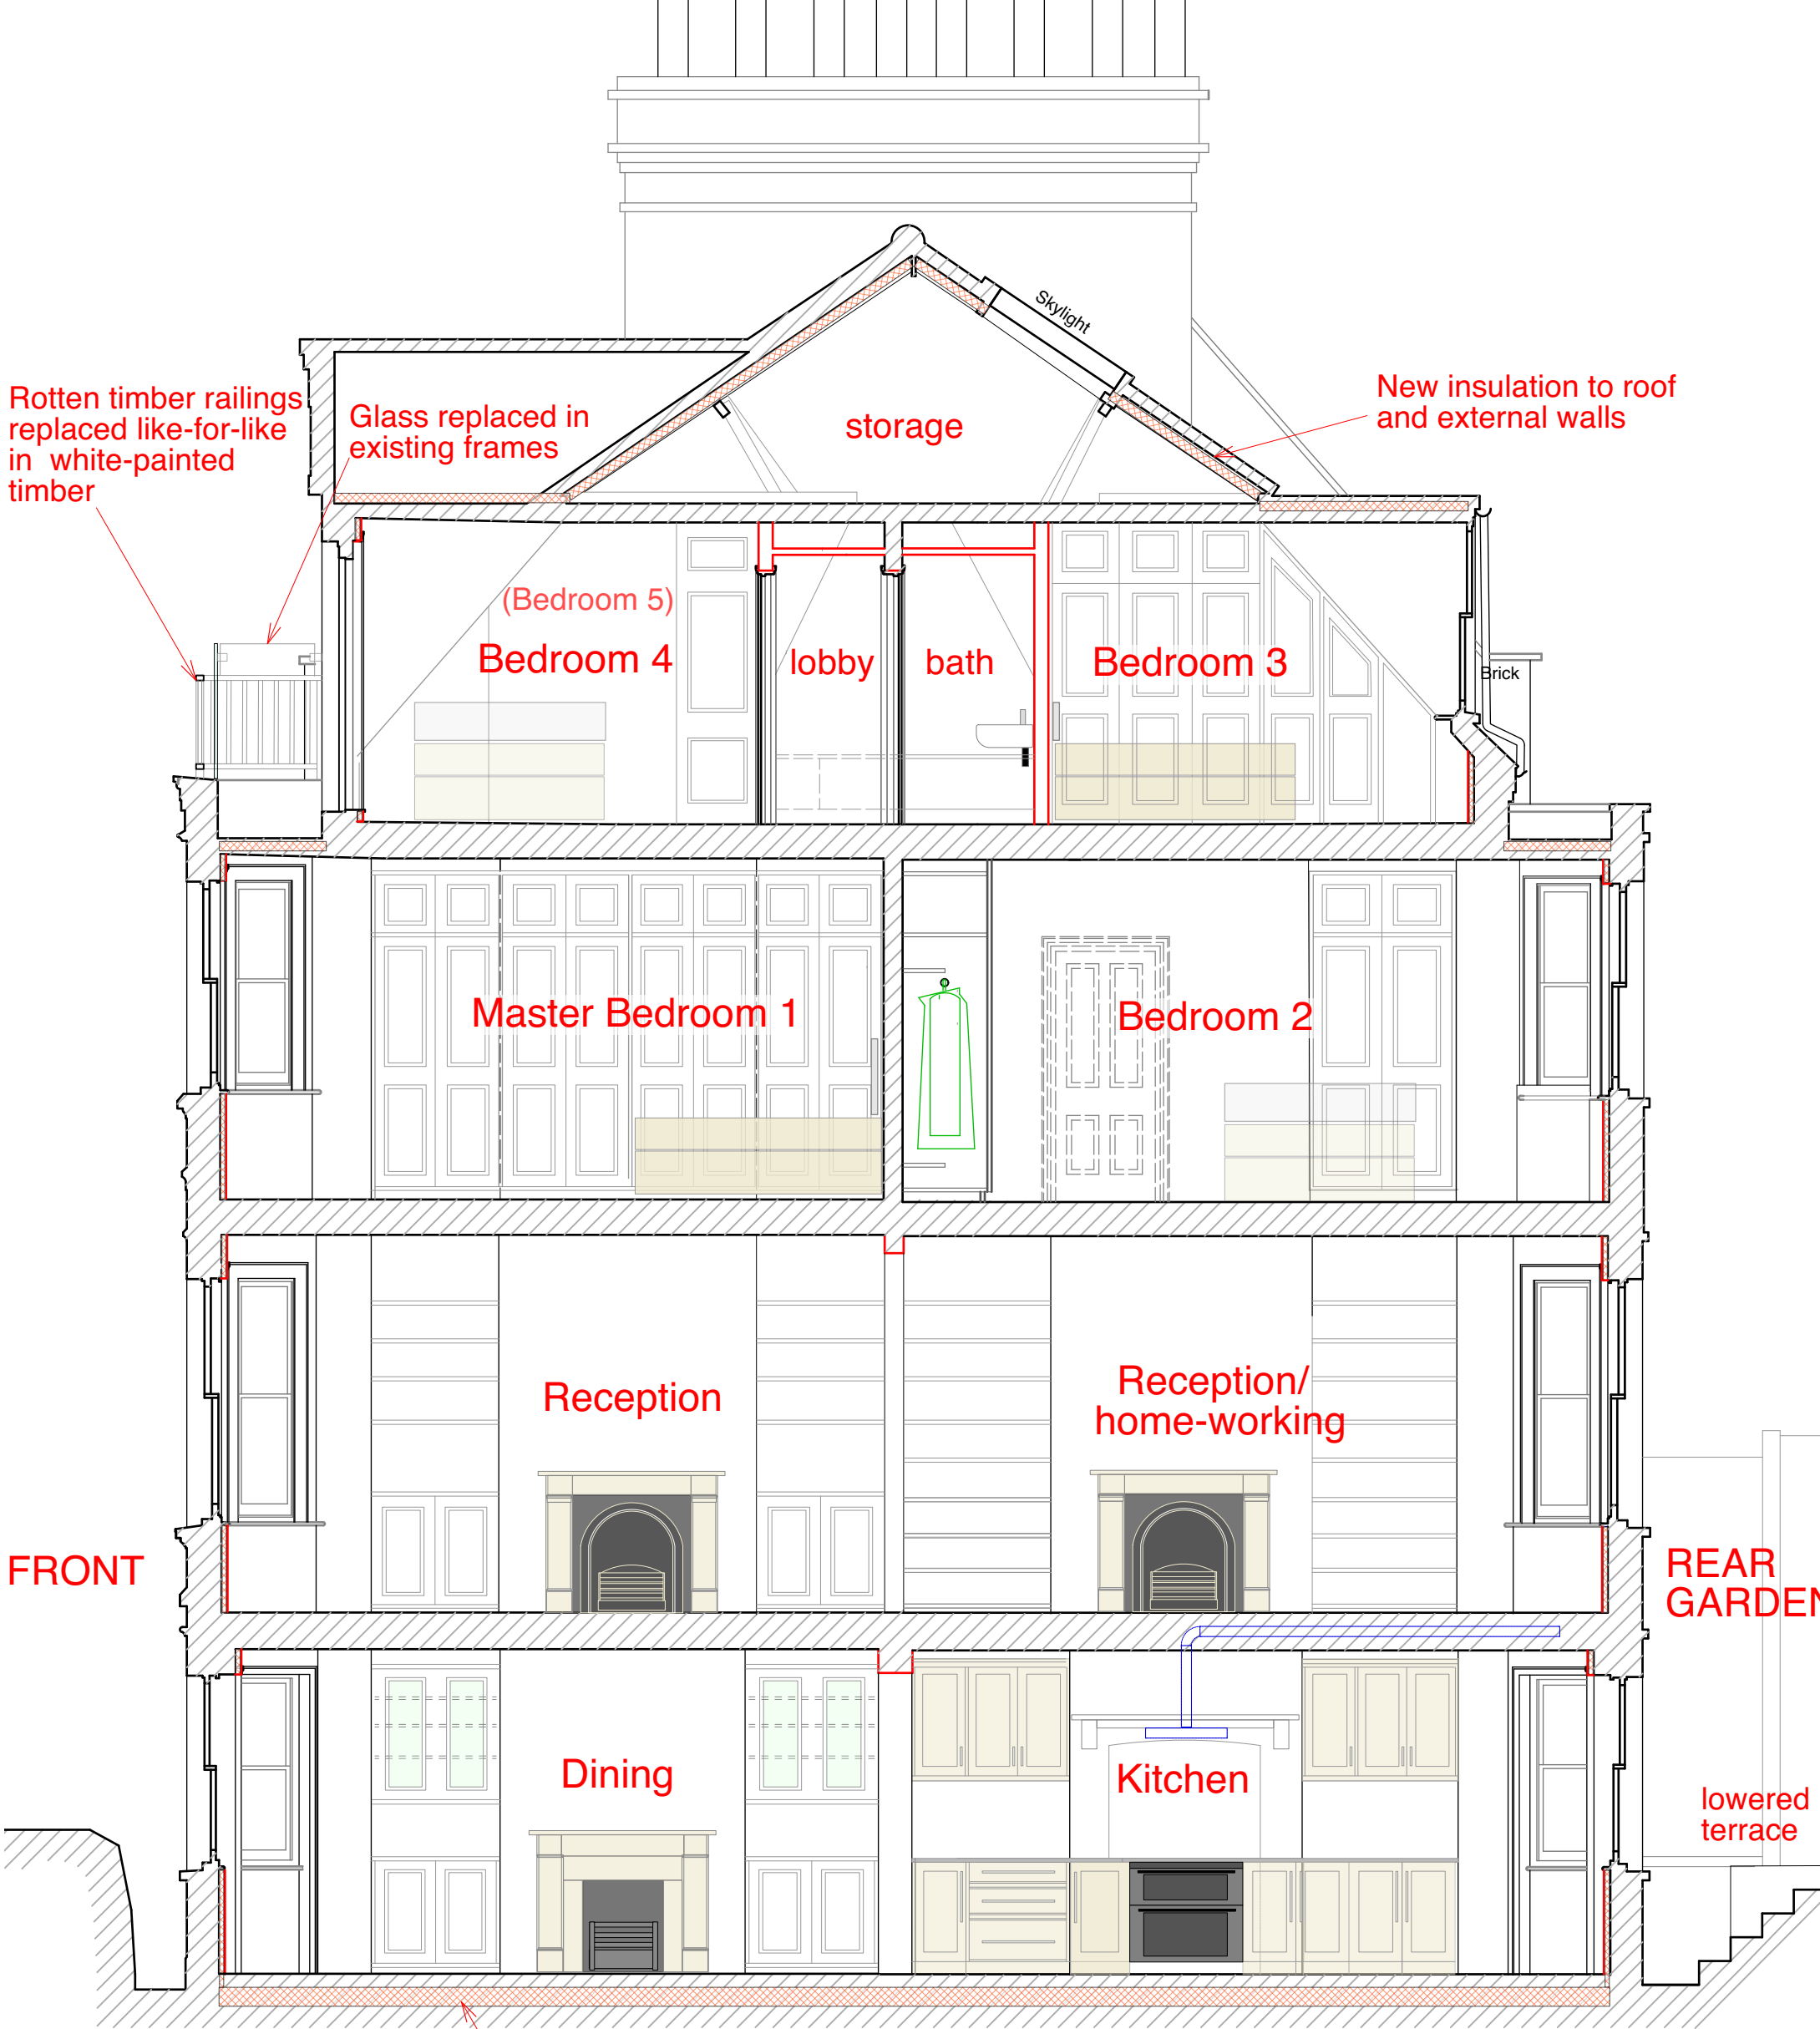 Skylight
Rotten timber railings
replaced like-for-like
in white-painted
timber
Glass replaced in
existing frames
New insulation to roof
and external walls
storage
(Bedroom 5)
Bedroom 4
lobby
bath
Bedroom 3
Brick
Master Bedroom 1
Bedroom 2
Reception
Reception/
home-working
FRONT
REAR
GARDEN
Dining
Kitchen
lowered
terrace